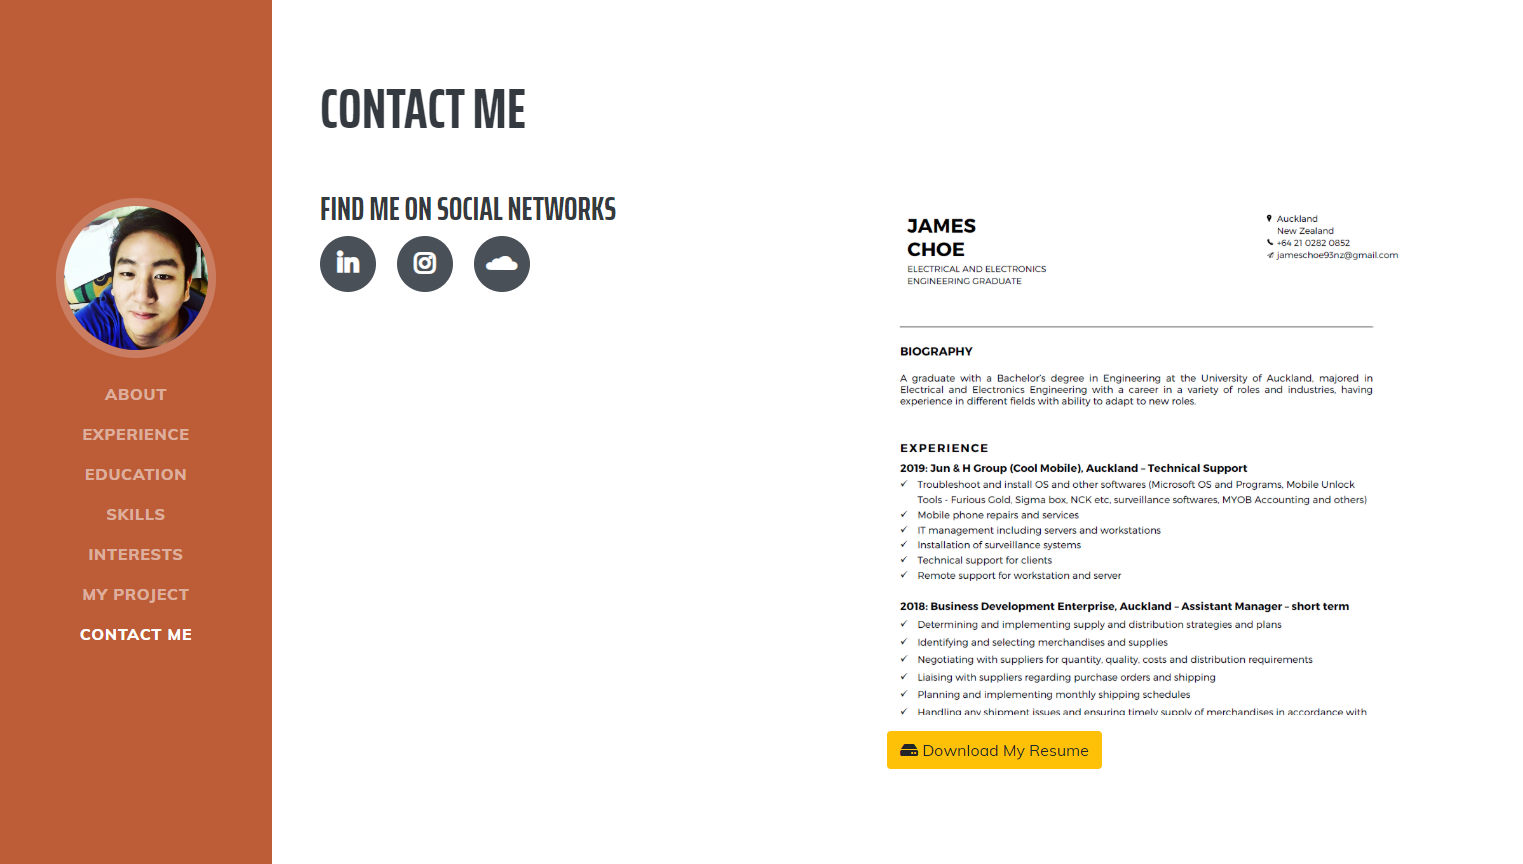 ABOUT
EXPERIENCE
EDUCATION
SKILLS
INTERESTS
MY PROJECT
CONTACT ME
CONTACT ME
FIND ME ON SOCIAL NETWORKS
in
JAMES
CHOE
ELECTRICAL AND ELECTRONICS
ENGINEERING GRADUATE
Auckland
New Zealand
+64 21 0282 0852
jameschoe93nz@gmail.com
BIOGRAPHY
A graduate with a Bachelor's degree in Engineering at the University of Auckland, majored in
Electrical and Electronics Engineering with a career in a variety of roles and industries, having
experience in different fields with ability to adapt to new roles.
EXPERIENCE
2019: Jun & H Group (Cool Mobile), Auckland – Technical Support
✓ Troubleshoot and install OS and other softwares (Microsoft OS and Programs, Mobile Unlock
Tools - Furious Gold, Sigma box, NCK etc, surveillance softwares, MYOB Accounting and others)
✓ Mobile phone repairs and services
✓ IT management including servers and workstations
✓ Installation of surveillance systems
✓ Technical support for clients
✓ Remote support for workstation and server
2018: Business Development Enterprise, Auckland – Assistant Manager – short term
✓ Determining and implementing supply and distribution strategies and plans
✓ Identifying and selecting merchandises and supplies
✓ Negotiating with suppliers for quantity, quality, costs and distribution requirements
✓ Liaising with suppliers regarding purchase orders and shipping
✓ Planning and implementing monthly shipping schedules
✓ Handling any shipment issues and ensuring timely supply of merchandises in accordance with
Download My Resume